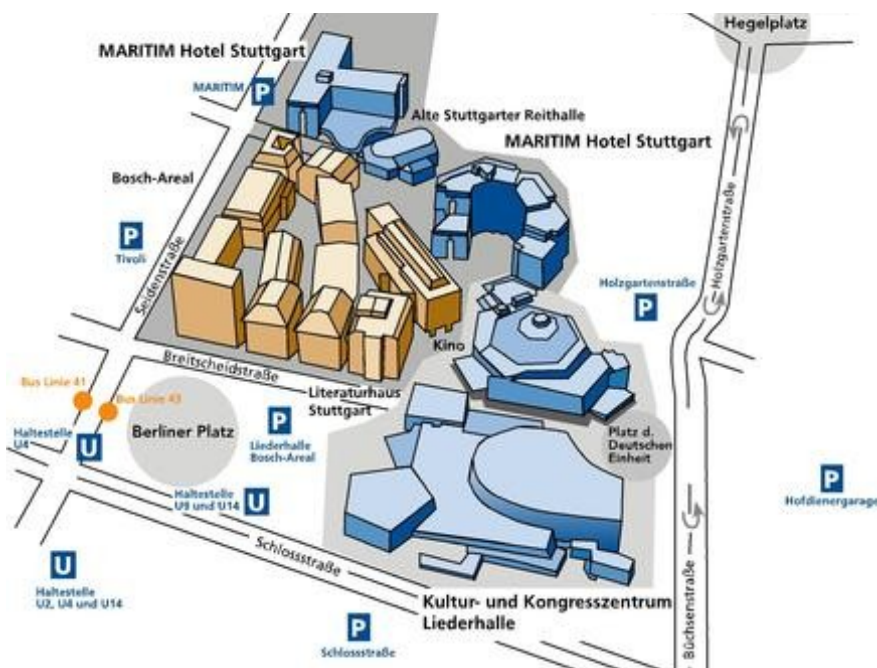 Hegelplatz
MARITIM Hotel Stuttgart
MARITIM
P
Alte Stuttgarter Reithalle
MARITIM Hotel Stuttgart
Bosch-Areal
P
Tivoli
Seidenstraße
Holzgartenstraße
Holzgartenstraße
P
Kino
Breitscheidstraße
Literaturhaus
Stuttgart
Bus Linie 41
Bus Linie 43
Haltestelle
U4
U
Berliner Platz
P
Liederhalle
Bosch-Areal
Platz d.
Deutschen
Einheit
P
Hofdienergarage
Haltestelle
U9 und U14
U
Schlossstraße
Büchsenstraße
U
Haltestelle
U2, U4 und U14
Kultur- und Kongresszentrum
Liederhalle
P
Schlossstraße